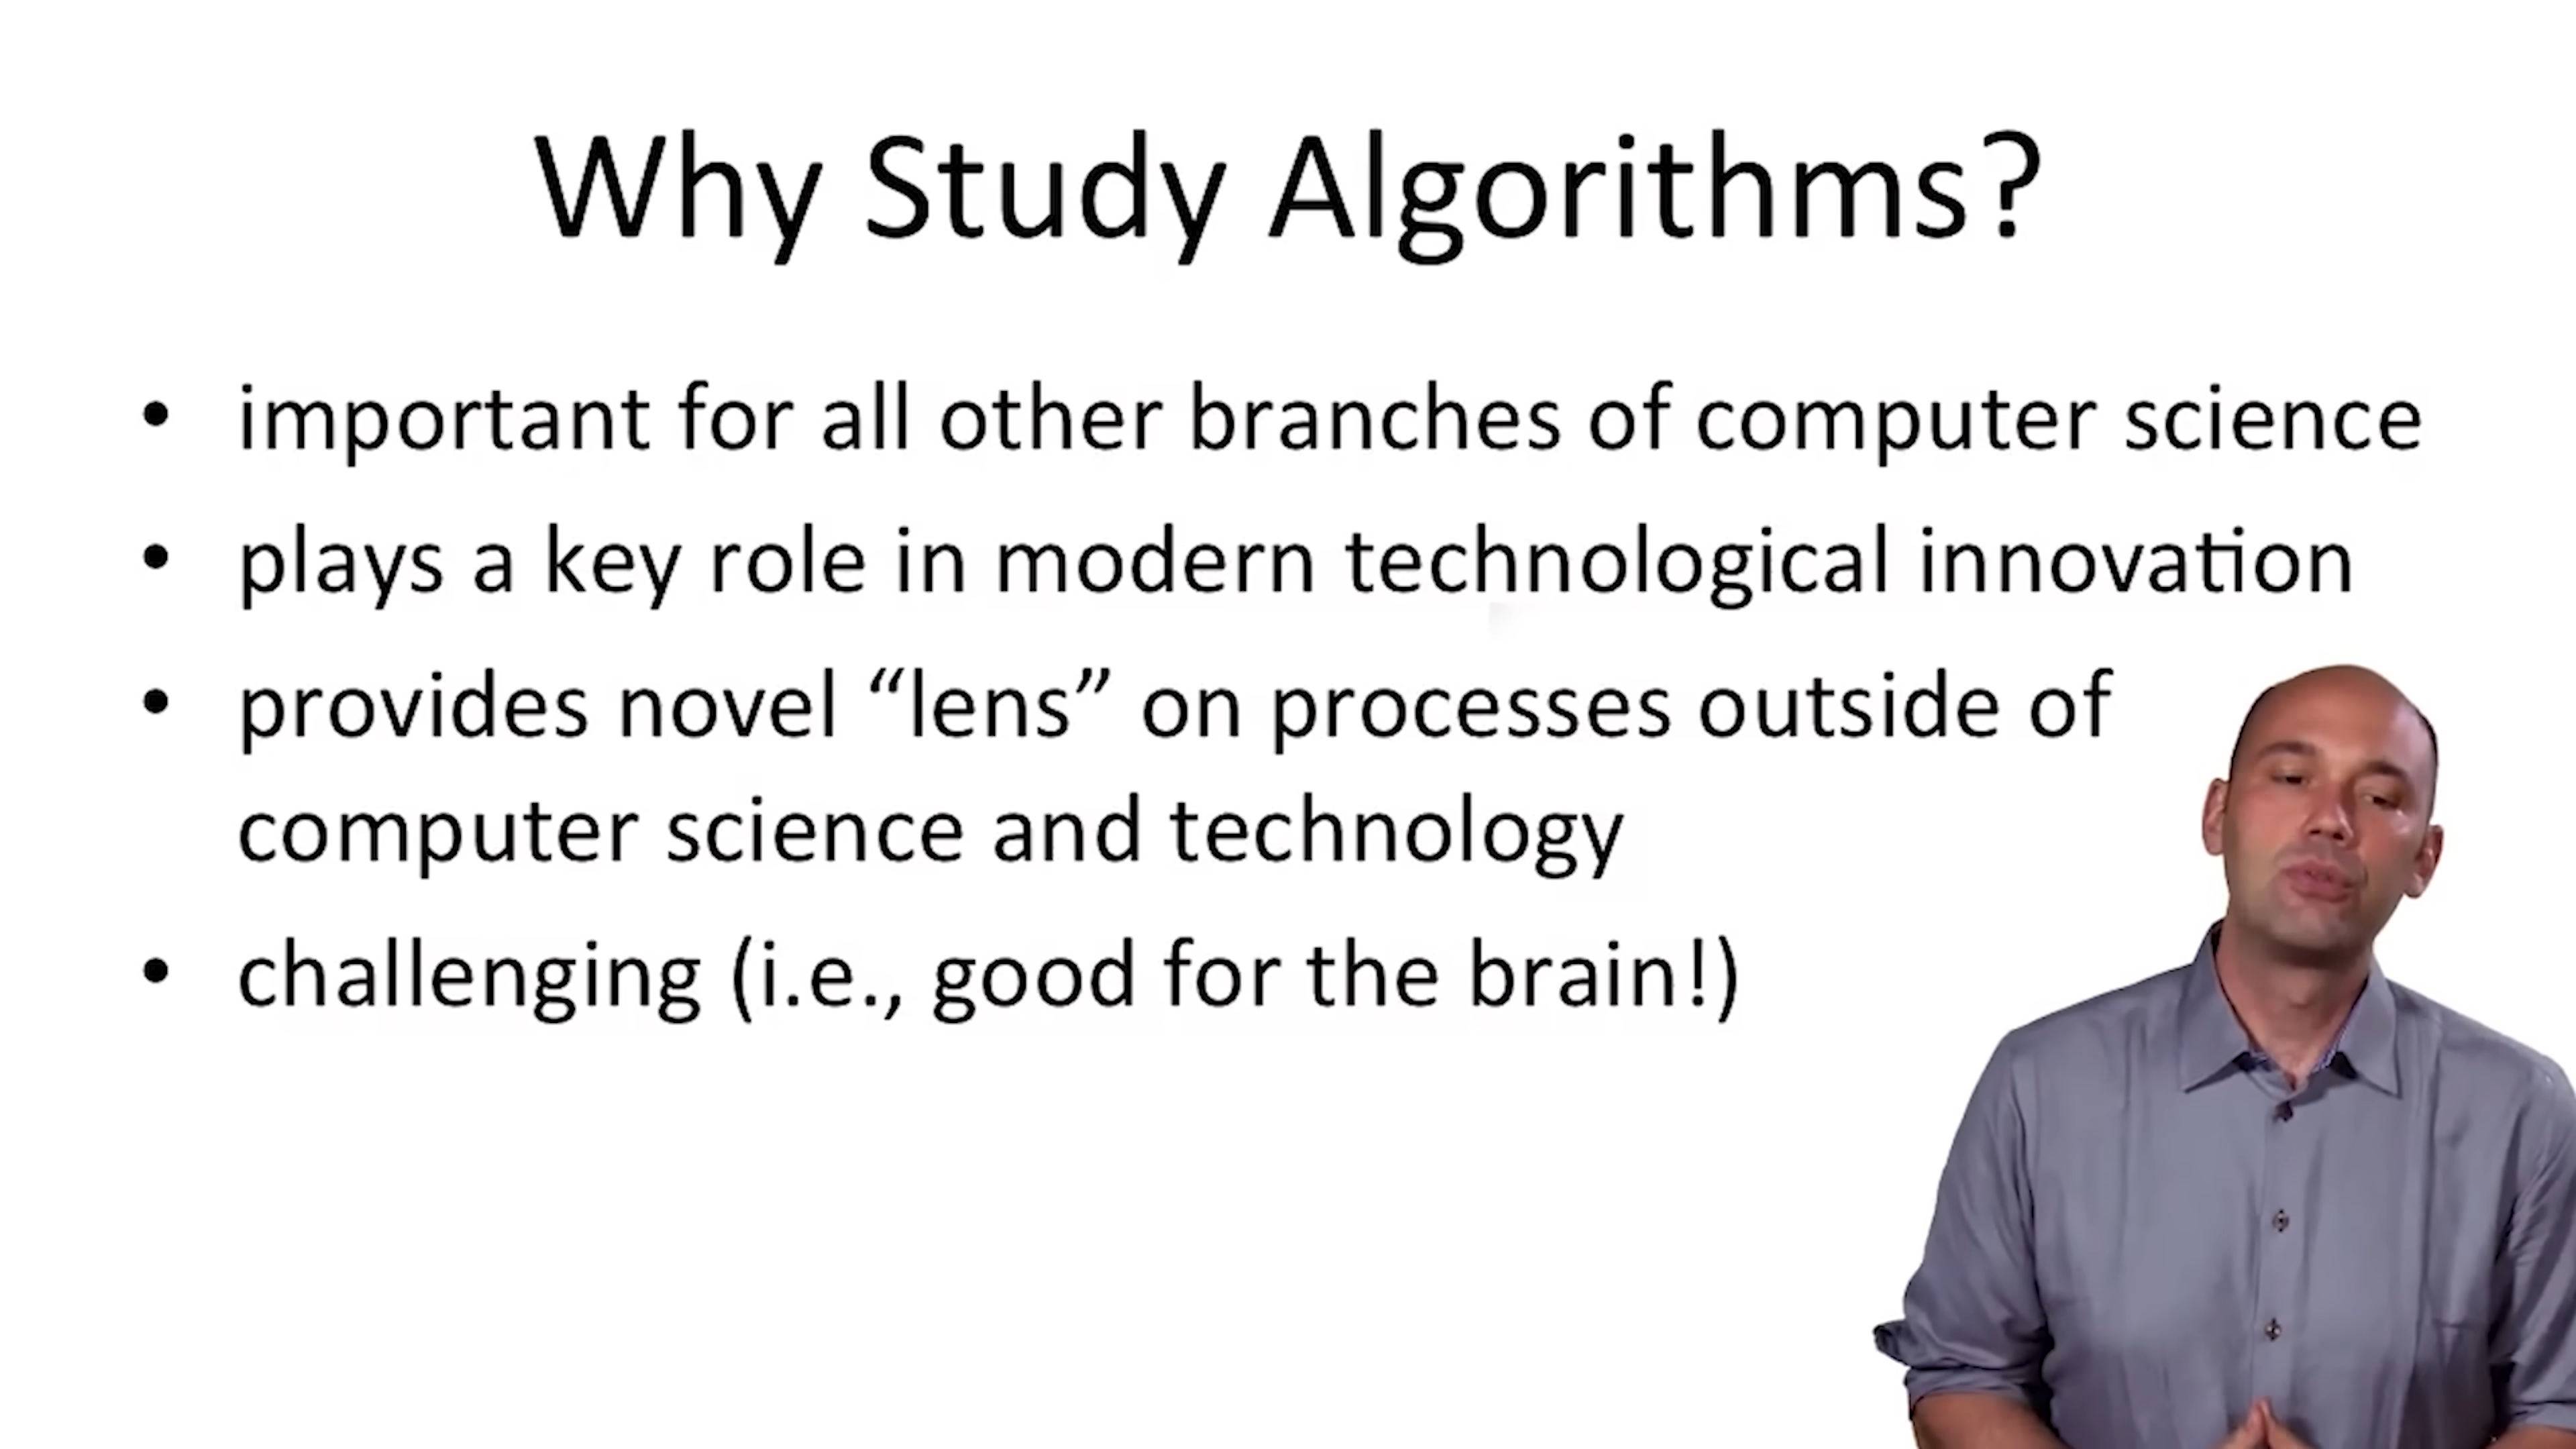 Why Study Algorithms?
• important for all other branches of computer science
• plays a key role in modern technological innovation
• provides novel “lens” on processes outside of
computer science and technology
• challenging (i.e., good for the brain!)